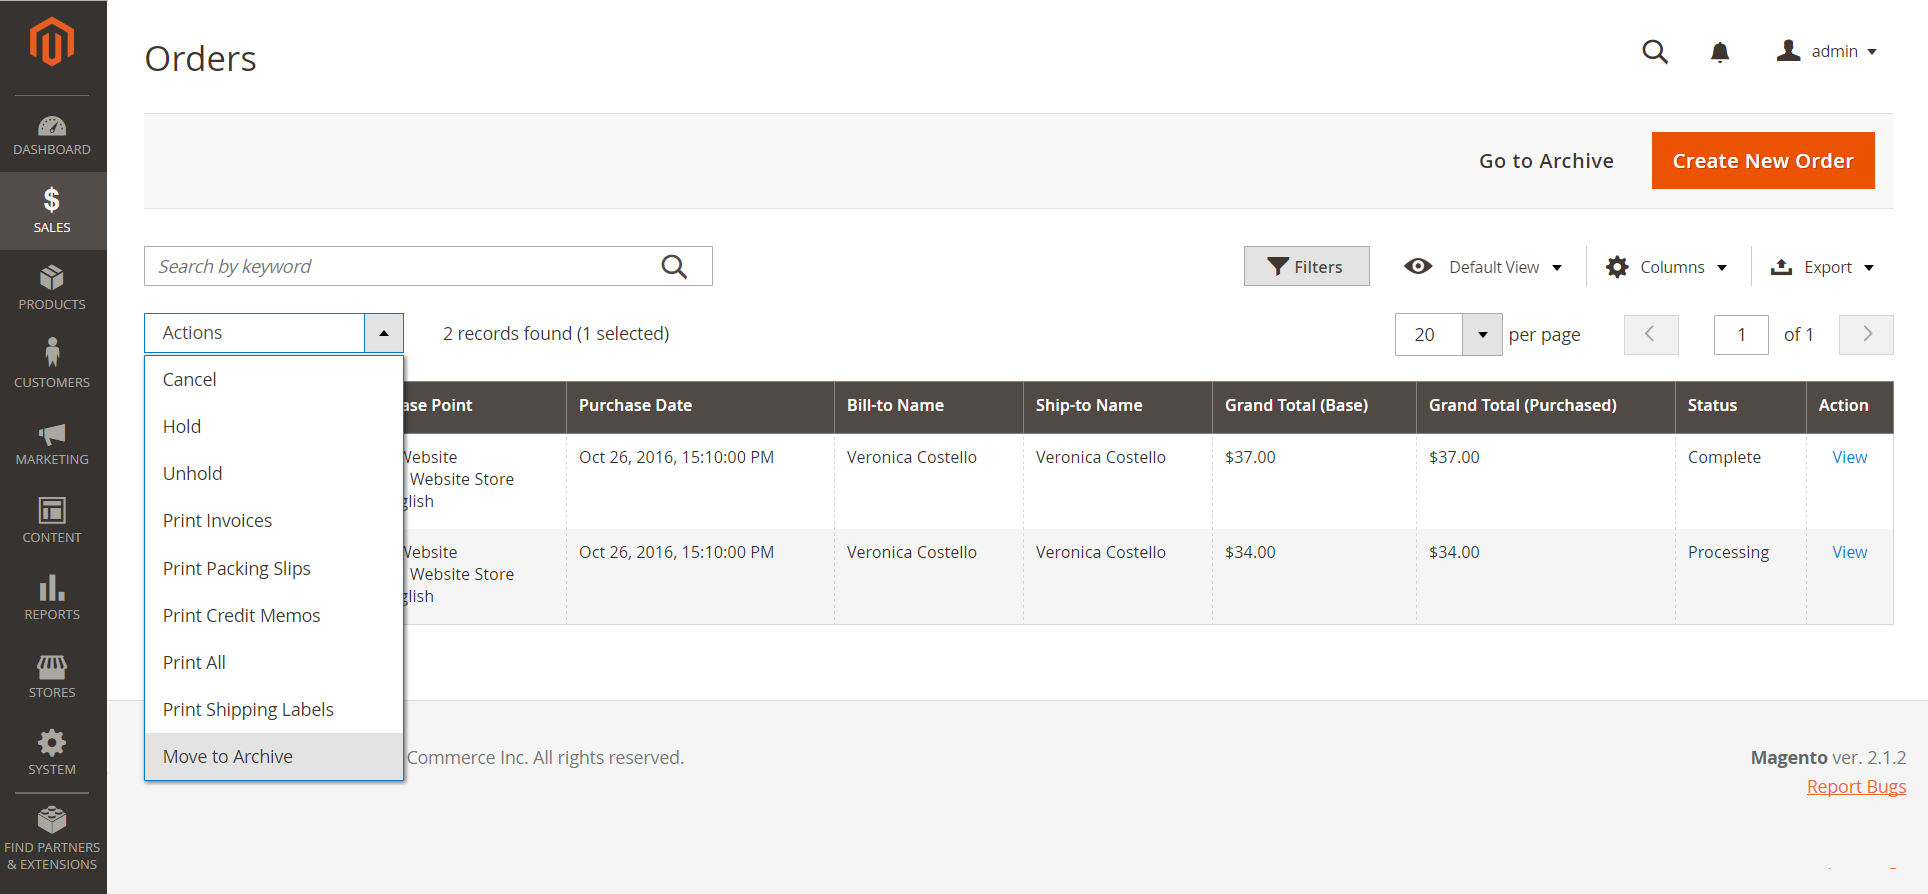 Orders
admin
DASHBOARD
SALES
PRODUCTS
CUSTOMERS
MARKETING
CONTENT
REPORTS
STORES
SYSTEM
FIND PARTNERS
& EXTENSIONS
Go to Archive
Create New Order
Search by keyword
Filters
Default View
Columns
Export
Actions
2 records found (1 selected)
20
per page
1
of 1
Cancel
Hold
Unhold
Print Invoices
Print Packing Slips
Print Credit Memos
Print All
Print Shipping Labels
Move to Archive
ase Point Purchase Date Bill-to Name Ship-to Name Grand Total (Base) Grand Total (Purchased) Status Action
Website Oct 26, 2016, 15:10:00 PM Veronica Costello Veronica Costello $37.00 $37.00 Complete View
Website Store
glish
Website Oct 26, 2016, 15:10:00 PM Veronica Costello Veronica Costello $34.00 $34.00 Processing View
Website Store
glish
Commerce Inc. All rights reserved.
Magento ver. 2.1.2
Report Bugs